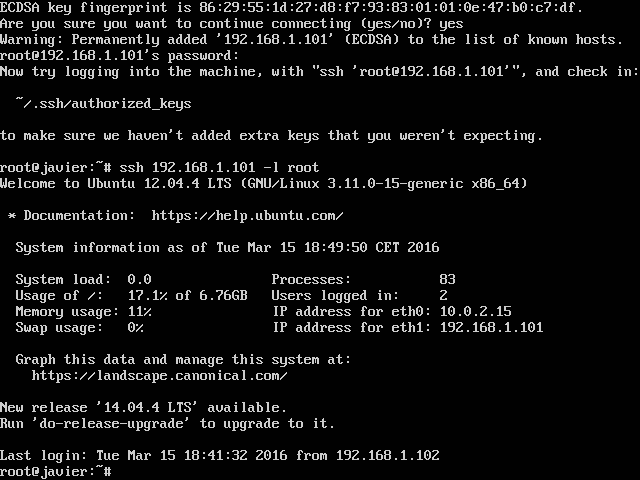 ECDSA key fingerprint is 86:29:55:1d:27:d8:f7:93:83:01:01:0e:47:b0:c7:df.
Are you sure you want to continue connecting (yes/no)? yes
Warning: Permanently added '192.168.1.101' (ECDSA) to the list of known hosts.
root@192.168.1.101's password:
Now try logging into the machine, with "ssh 'root@192.168.1.101'", and check in:
~/.ssh/authorized_keys
to make sure we haven't added extra keys that you weren't expecting.
root@javier:~# ssh 192.168.1.101 -l root
Welcome to Ubuntu 12.04.4 LTS (GNU/Linux 3.11.0-15-generic x86_64)
* Documentation:  https://help.ubuntu.com/
System information as of Tue Mar 15 18:49:50 CET 2016
System load:  0.0               Processes:           83
Usage of /:   17.1% of 6.76GB   Users logged in:     2
Memory usage: 11%               IP address for eth0: 10.0.2.15
Swap usage:   0%                IP address for eth1: 192.168.1.101
Graph this data and manage this system at:
https://landscape.canonical.com/
New release '14.04.4 LTS' available.
Run 'do-release-upgrade' to upgrade to it.
Last login: Tue Mar 15 18:41:32 2016 from 192.168.1.102
root@javier:~#